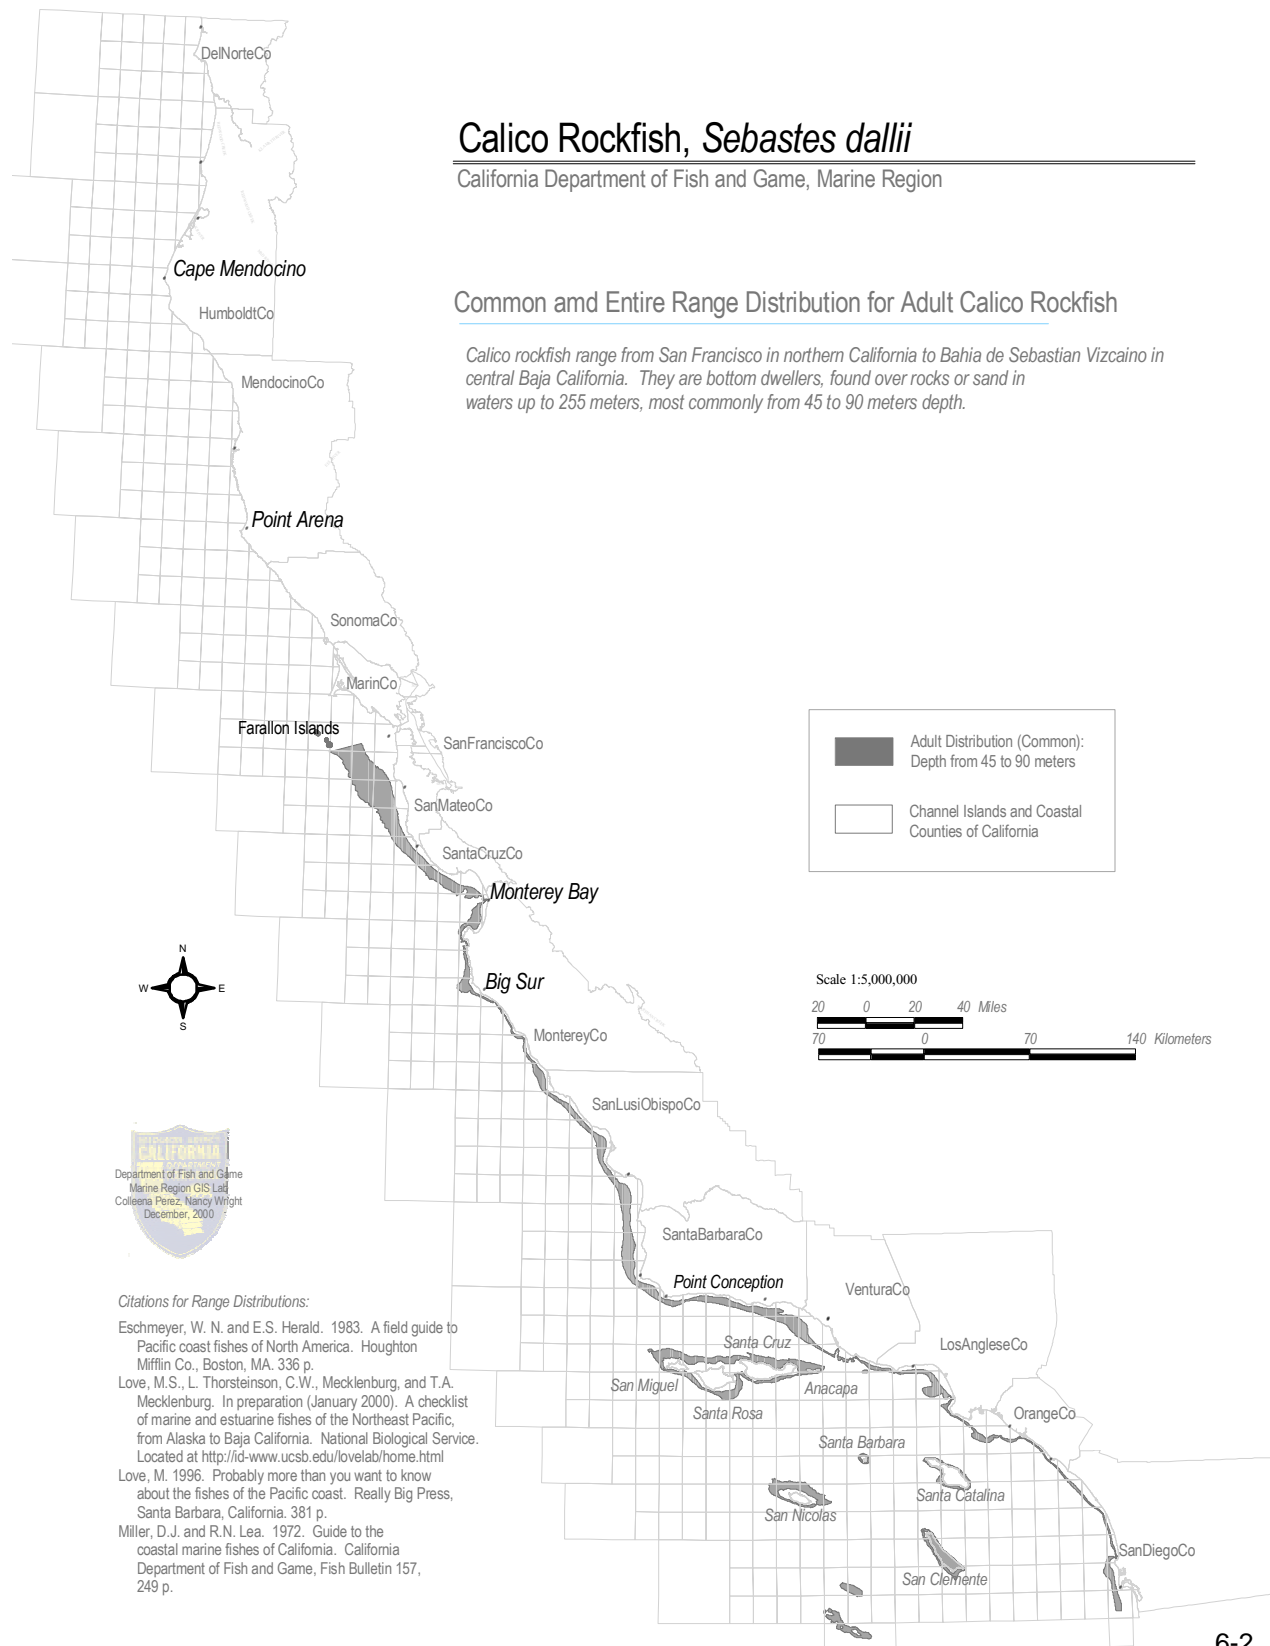 DelNorteCo
Calico Rockfish, Sebastes dallii
California Department of Fish and Game, Marine Region
Cape Mendocino
HumboldtCo
Common amd Entire Range Distribution for Adult Calico Rockfish
Calico rockfish range from San Francisco in northern California to Bahia de Sebastian Vizcaino in
central Baja California. They are bottom dwellers, found over rocks or sand in
waters up to 255 meters, most commonly from 45 to 90 meters depth.
MendocinoCo
Point Arena
SonomaCo
MarinCo
Farallon Islands
SanFranciscoCo
SanMateoCo
SantaCruzCo
Monterey Bay
Big Sur
MontereyCo
SanLusiObispoCo
Adult Distribution (Common):
Depth from 45 to 90 meters
Channel Islands and Coastal
Counties of California
N
W E
S
Scale 1:5,000,000
20 0 20 40 Miles
70 0 70 140 Kilometers
CALIFORNIA
Department of Fish and Game
Marine Region GIS Lab
Colleena Perez, Nancy Wright
December, 2000
SantaBarbaraCo
Point Conception
VenturaCo
LosAngleseCo
Santa Cruz
San Miguel
Anacapa
Santa Rosa
OrangeCo
Santa Barbara
Santa Catalina
San Nicolas
SanDiegoCo
San Clemente
Citations for Range Distributions:
Eschmeyer, W. N. and E.S. Herald. 1983. A field guide to
Pacific coast fishes of North America. Houghton
Mifflin Co., Boston, MA. 336 p.
Love, M.S., L. Thorsteinson, C.W., Mecklenburg, and T.A.
Mecklenburg. In preparation (January 2000). A checklist
of marine and estuarine fishes of the Northeast Pacific,
from Alaska to Baja California. National Biological Service.
Located at http://id-www.ucsb.edu/lovelab/home.html
Love, M. 1996. Probably more than you want to know
about the fishes of the Pacific coast. Really Big Press,
Santa Barbara, California. 381 p.
Miller, D.J. and R.N. Lea. 1972. Guide to the
coastal marine fishes of California. California
Department of Fish and Game, Fish Bulletin 157,
249 p.
6-2